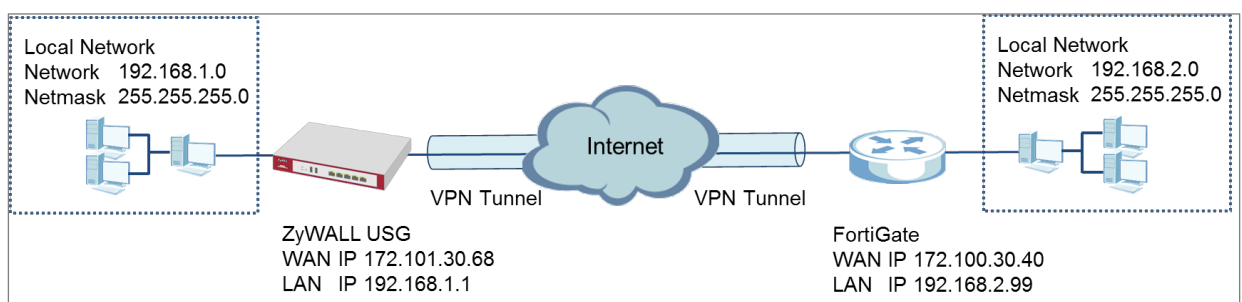 Local Network
Network 192.168.1.0
Netmask 255.255.255.0
Local Network
Network 192.168.2.0
Netmask 255.255.255.0
Internet
VPN Tunnel
VPN Tunnel
ZyWALL USG
WAN IP 172.101.30.68
LAN IP 192.168.1.1
FortiGate
WAN IP 172.100.30.40
LAN IP 192.168.2.99